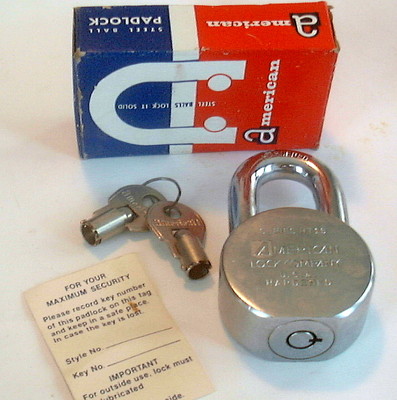 STEEL BALL
PADLOCK
american
STEEL BALLS LOCK IT SOLID
american
AMERICAN
LOCK COMPANY
U.S.A.
HARDENED
FOR YOUR
MAXIMUM SECURITY
Please record key number
of this padlock on this tag
and keep in a safe place.
In case the key is lost.
Style No.
Key No.
IMPORTANT
For outside use, lock must
lubricated